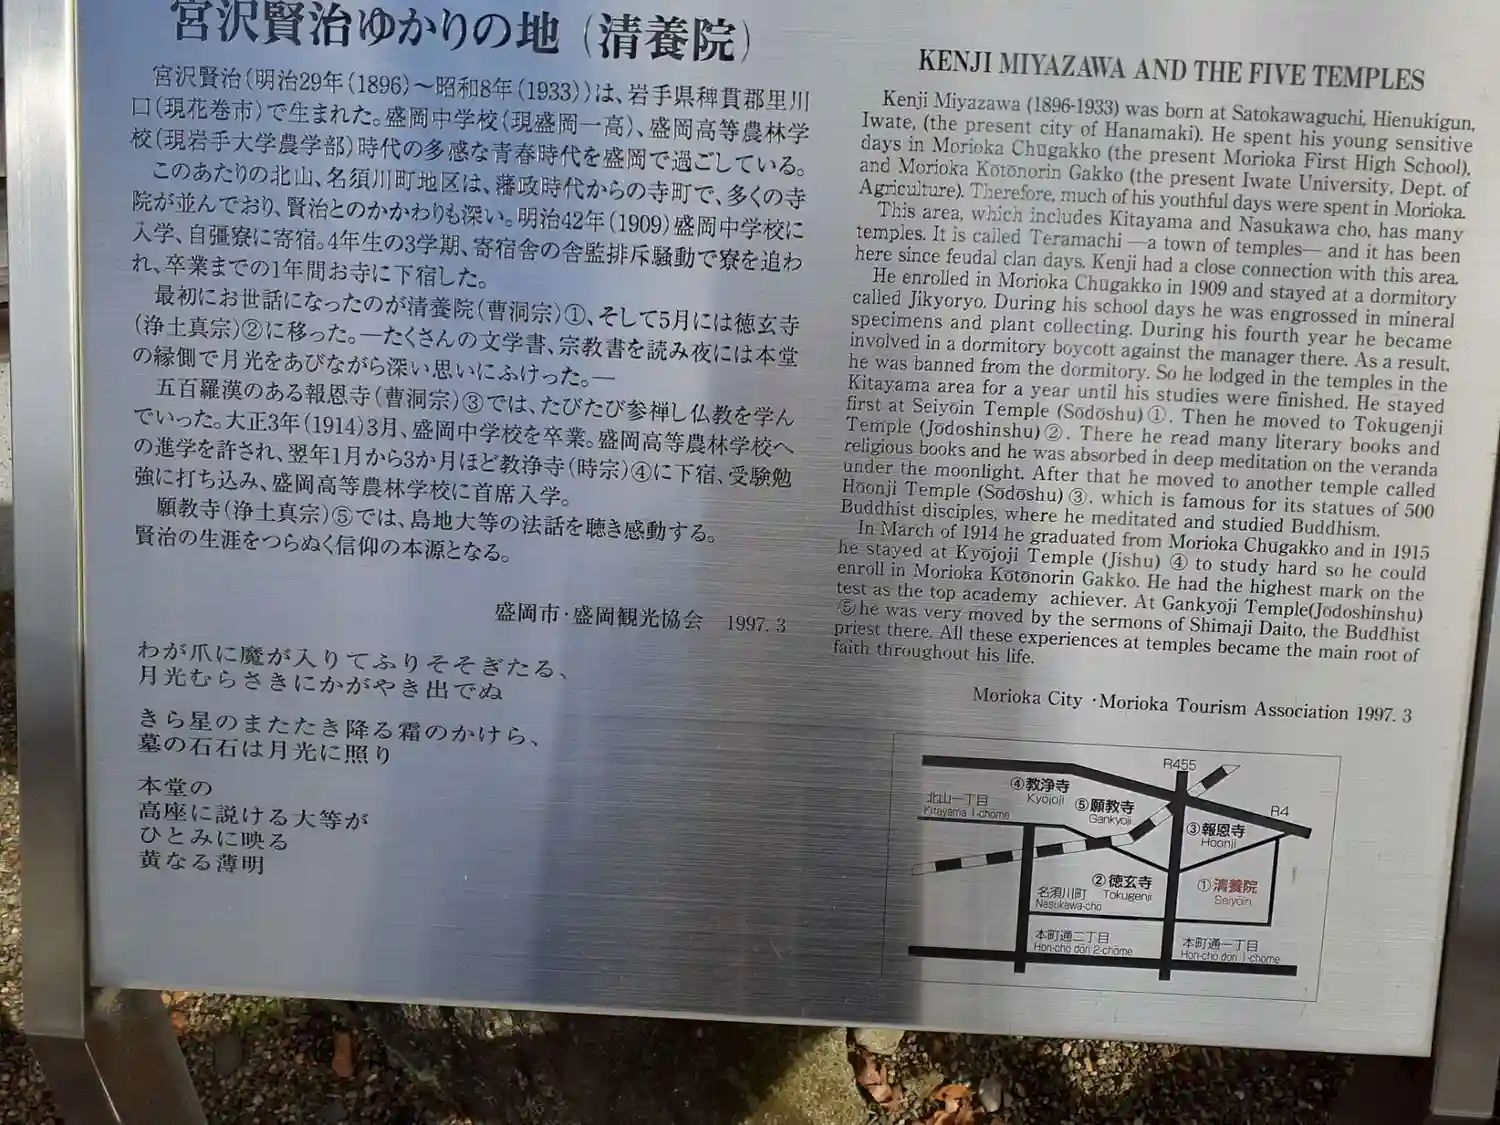 宮沢賢治ゆかりの地（清養院）
宮沢賢治（明治29年（1896）〜昭和8年（1933））は、岩手県稗貫郡里川
口（現花巻市）で生まれた。盛岡中学校（現盛岡一高）、盛岡高等農林学
校（現岩手大学農学部）時代の多感な青春時代を盛岡で過ごしている。
このあたりの北山、名須川町地区は、藩政時代からの寺町で、多くの寺
院が並んでおり、賢治とのかかわりも深い。明治42年（1909）盛岡中学校に
入学、自彊寮に寄宿。4年生の3学期、寄宿舎の舎監排斥騒動で寮を追わ
れ、卒業までの1年間お寺に下宿した。
最初にお世話になったのが清養院（曹洞宗）①、そして5月には徳玄寺
（浄土真宗）②に移った。―たくさんの文学書、宗教書を読み夜には本堂
の縁側で月光をあびながら深い思いにふけった。―
五百羅漢のある報恩寺（曹洞宗）③では、たびたび参禅し仏教を学ん
でいった。大正3年（1914）3月、盛岡中学校を卒業。盛岡高等農林学校へ
の進学を許され、翌年1月から3か月ほど教浄寺（時宗）④に下宿、受験勉
強に打ち込み、盛岡高等農林学校に首席入学。
願教寺（浄土真宗）⑤では、島地大等の法話を聴き感動する。
賢治の生涯をつらぬく信仰の本源となる。
盛岡市・盛岡観光協会　1997. 3
わが爪に魔が入りてふりそそぎたる、
月光むらさきにかがやき出でぬ
きら星のまたたき降る霜のかけら、
墓の石石は月光に照り
本堂の
高座に説ける大等が
ひとみに映る
黄なる薄明
KENJI MIYAZAWA AND THE FIVE TEMPLES
Kenji Miyazawa (1896-1933) was born at Satokawaguchi, Hienukigun,
Iwate, (the present city of Hanamaki). He spent his young sensitive
days in Morioka Chūgakko (the present Morioka First High School),
and Morioka Kōtōnōrin Gakko (the present Iwate University, Dept. of
Agriculture). Therefore, much of his youthful days were spent in Morioka.
This area, which includes Kitayama and Nasukawa cho, has many
temples. It is called Teramachi —a town of temples— and it has been
here since feudal clan days. Kenji had a close connection with this area.
He enrolled in Morioka Chūgakko in 1909 and stayed at a dormitory
called Jikyoryo. During his school days he was engrossed in mineral
specimens and plant collecting. During his fourth year he became
involved in a dormitory boycott against the manager there. As a result,
he was banned from the dormitory. So he lodged in the temples in the
Kitayama area for a year until his studies were finished. He stayed
first at Seiyōin Temple (Sōdōshu) ①. Then he moved to Tokugenji
Temple (Jōdoshinshu) ②. There he read many literary books and
religious books and he was absorbed in deep meditation on the veranda
under the moonlight. After that he moved to another temple called
Hōonji Temple (Sōdōshu) ③, which is famous for its statues of 500
Buddhist disciples, where he meditated and studied Buddhism.
In March of 1914 he graduated from Morioka Chūgakko and in 1915
he stayed at Kyōjoji Temple (Jishu) ④ to study hard so he could
enroll in Morioka Kōtōnōrin Gakko. He had the highest mark on the
test as the top academy achiever. At Gankyōji Temple(Jōdoshinshu)
⑤he was very moved by the sermons of Shimaji Daito, the Buddhist
priest there. All these experiences at temples became the main root of
faith throughout his life.
Morioka City ・Morioka Tourism Association 1997. 3
R455
④教浄寺
Kyojoji
⑤願教寺
Gankyoji
北山一丁目
Kitayama 1-chome
R4
③報恩寺
Hoonji
②徳玄寺
Tokugenji
①清養院
Seiyoin
名須川町
Nasukawa-cho
本町通二丁目
Hon-cho dori 2-chome
本町通一丁目
Hon-cho dori 1-chome